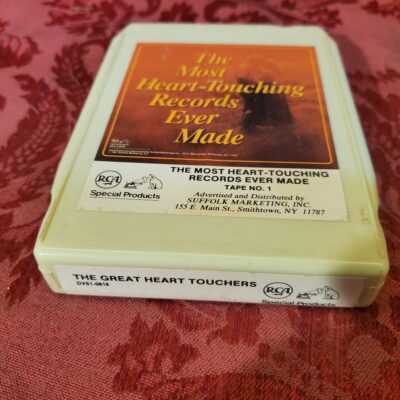 The
Most
Heart-Touching
Records
Ever
Made
RCA
Special Products
THE MOST HEART-TOUCHING
RECORDS EVER MADE
TAPE NO. 1
Advertised and Distributed by
SUFFOLK MARKETING, INC.
155 E. Main St., Smithtown, NY 11787
THE GREAT HEART TOUCHERS
DVS1-0618
RCA
Special Products